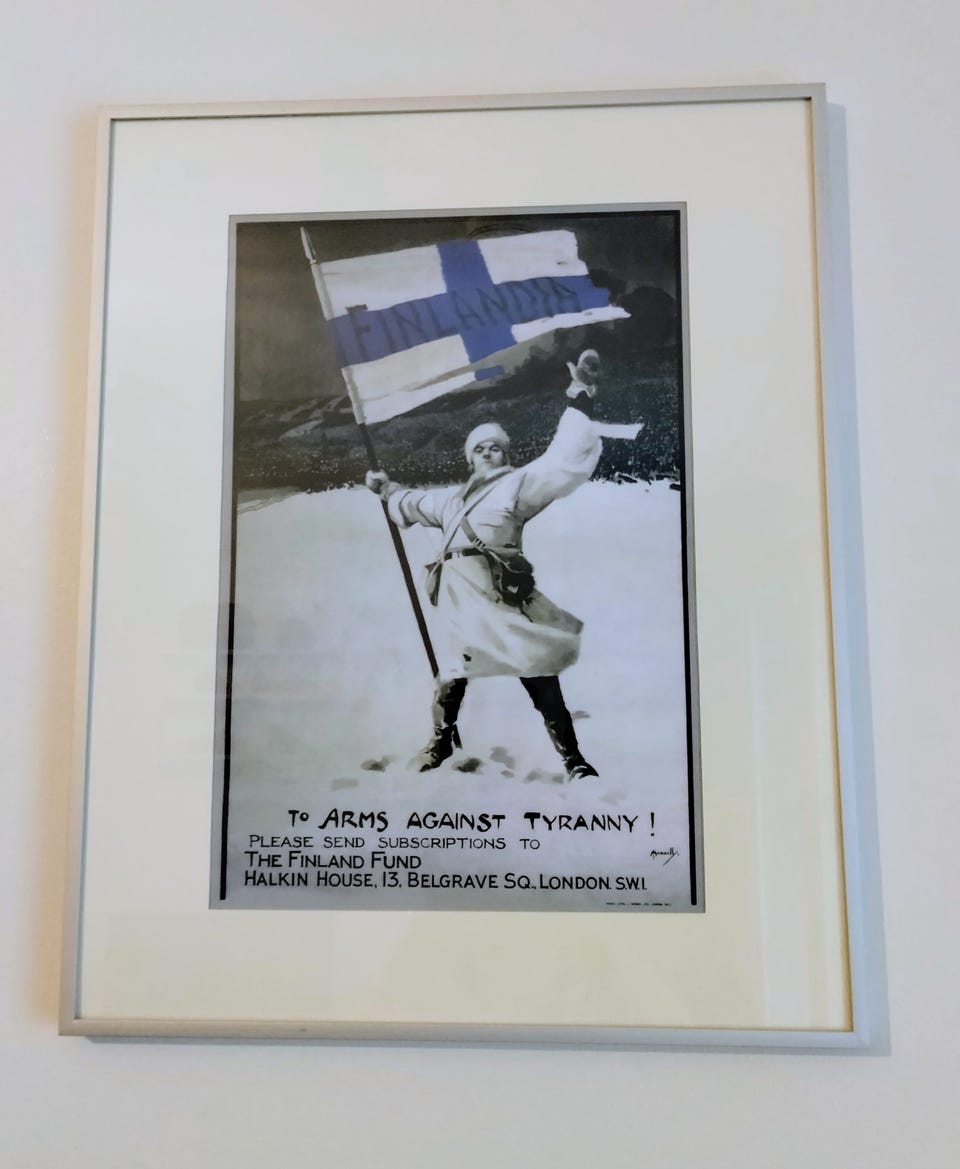 FINLANDIA
To ARMS AGAINST TYRANNY!
PLEASE SEND SUBSCRIPTIONS TO
THE FINLAND FUND
HALKIN HOUSE, 13, BELGRAVE SQ., LONDON. S.W.1.